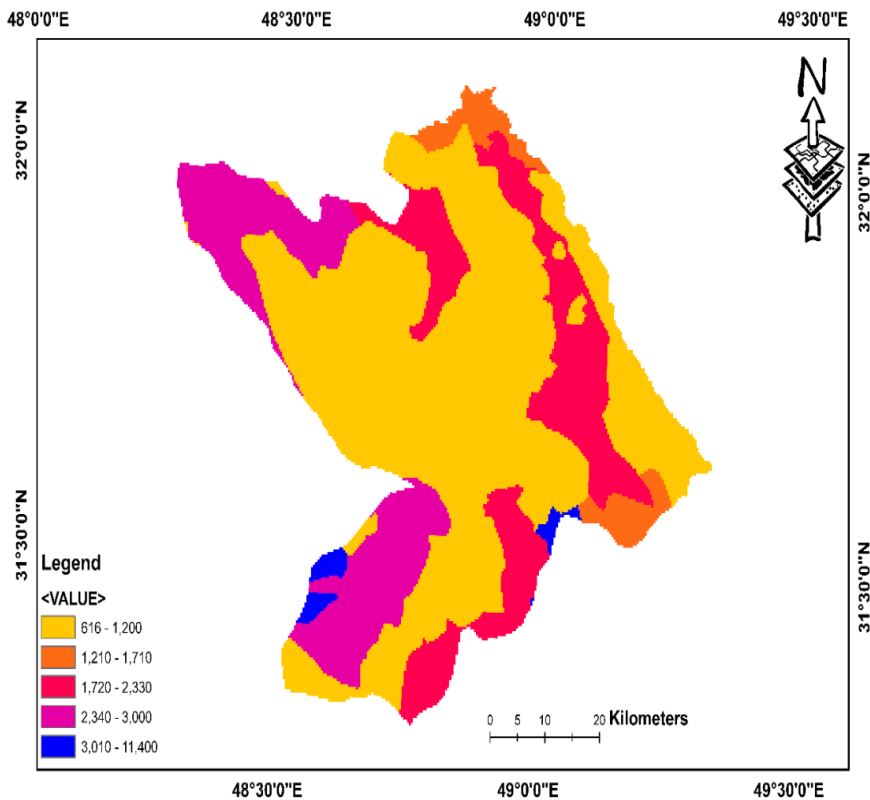 48°0'0"E 48°30'0"E 49°0'0"E 49°30'0"E
N
32°0'0"N
32°0'0"N
31°30'0"N
31°30'0"N
Legend
<VALUE>
616 - 1,200
1,210 - 1,710
1,720 - 2,330
2,340 - 3,000
3,010 - 11,400
0 5 10 20 Kilometers
48°30'0"E 49°0'0"E 49°30'0"E